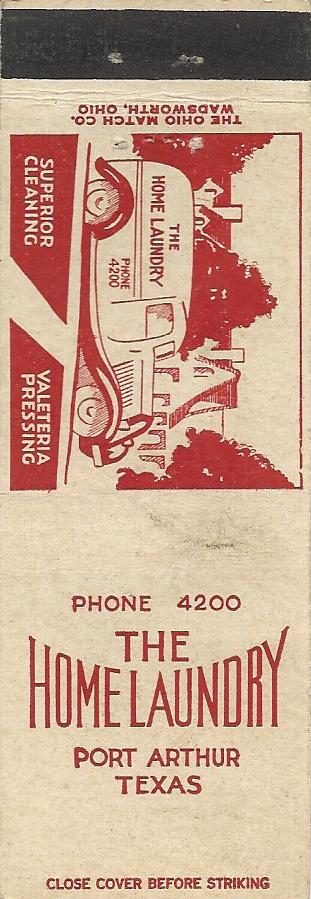 THE OHIO MATCH CO.
WADSWORTH, OHIO
THE
HOME LAUNDRY
PHONE
4200
SUPERIOR
CLEANING
VALETERIA
PRESSING
PHONE 4200
THE
HOME LAUNDRY
PORT ARTHUR
TEXAS
CLOSE COVER BEFORE STRIKING